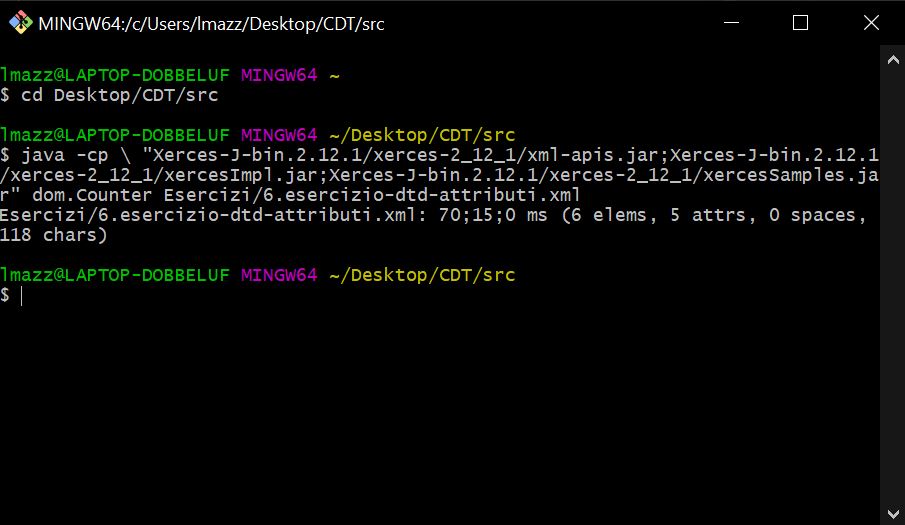 MINGW64:/c/Users/lmazz/Desktop/CDT/src
lmazz@LAPTOP-DOBBELUF MINGW64 ~
$ cd Desktop/CDT/src
lmazz@LAPTOP-DOBBELUF MINGW64 ~/Desktop/CDT/src
$ java -cp \ "Xerces-J-bin.2.12.1/xerces-2_12_1/xml-apis.jar;Xerces-J-bin.2.12.1
/xerces-2_12_1/xercesImpl.jar;Xerces-J-bin.2.12.1/xerces-2_12_1/xercesSamples.ja
r" dom.Counter Esercizi/6.esercizio-dtd-attributi.xml
Esercizi/6.esercizio-dtd-attributi.xml: 70;15;0 ms (6 elems, 5 attrs, 0 spaces,
118 chars)
lmazz@LAPTOP-DOBBELUF MINGW64 ~/Desktop/CDT/src
$